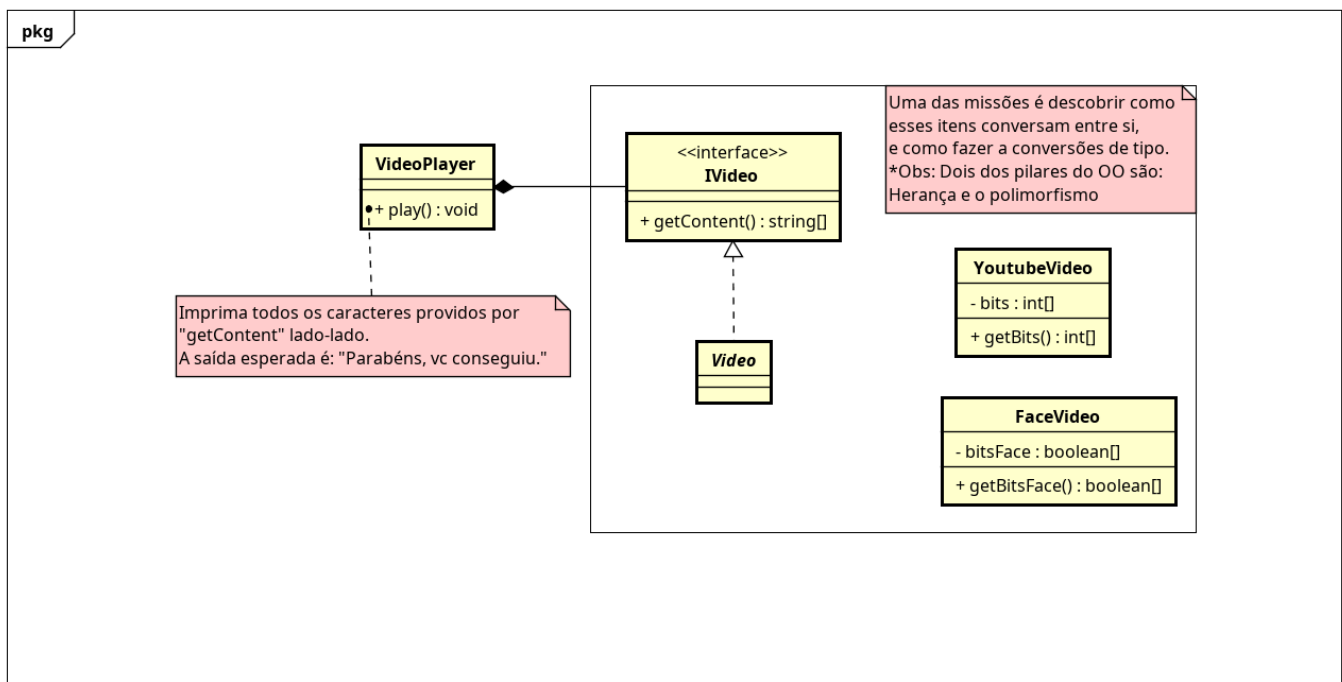 pkg
VideoPlayer
+ play() : void
Imprima todos os caracteres providos por
"getContent" lado-lado.
A saída esperada é: "Parabéns, vc conseguiu."
<<interface>>
IVideo
+ getContent() : string[]
Video
Uma das missões é descobrir como
esses itens conversam entre si,
e como fazer a conversões de tipo.
*Obs: Dois dos pilares do OO são:
Herança e o polimorfismo
YoutubeVideo
- bits : int[]
+ getBits() : int[]
FaceVideo
- bitsFace : boolean[]
+ getBitsFace() : boolean[]